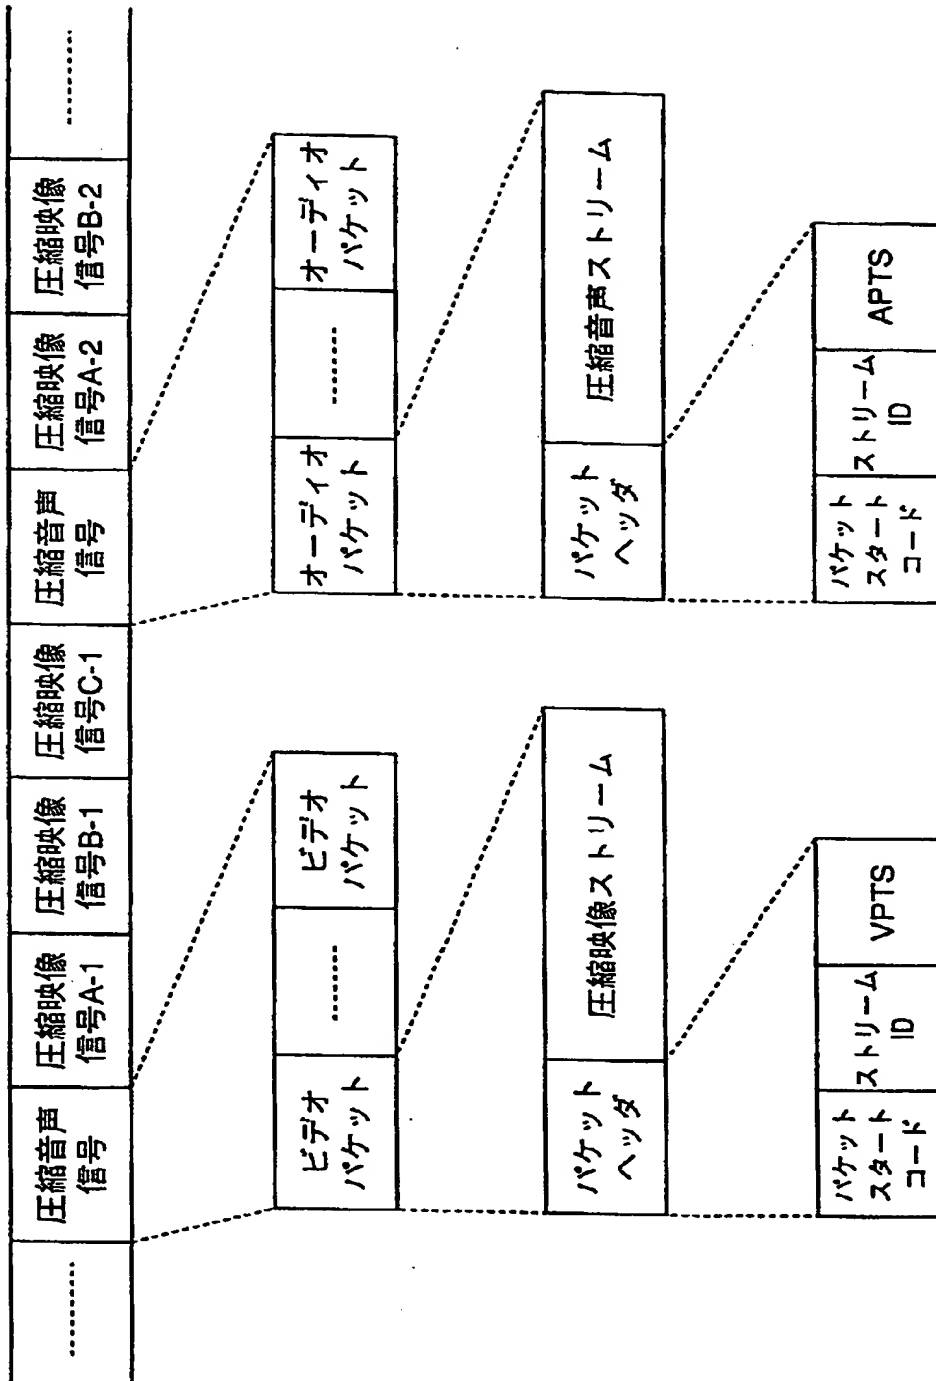 圧縮音声
信号
圧縮映像
信号A-1
圧縮映像
信号B-1
圧縮映像
信号C-1
圧縮音声
信号
圧縮映像
信号A-2
圧縮映像
信号B-2
ビデオ
パケット
ビデオ
パケット
オーディオ
パケット
オーディオ
パケット
パケット
ヘッダ
圧縮映像ストリーム
パケット
ヘッダ
圧縮音声ストリーム
パケット
スタート
コード
ストリーム
ID
VPTS
パケット
スタート
コード
ストリーム
ID
APTS